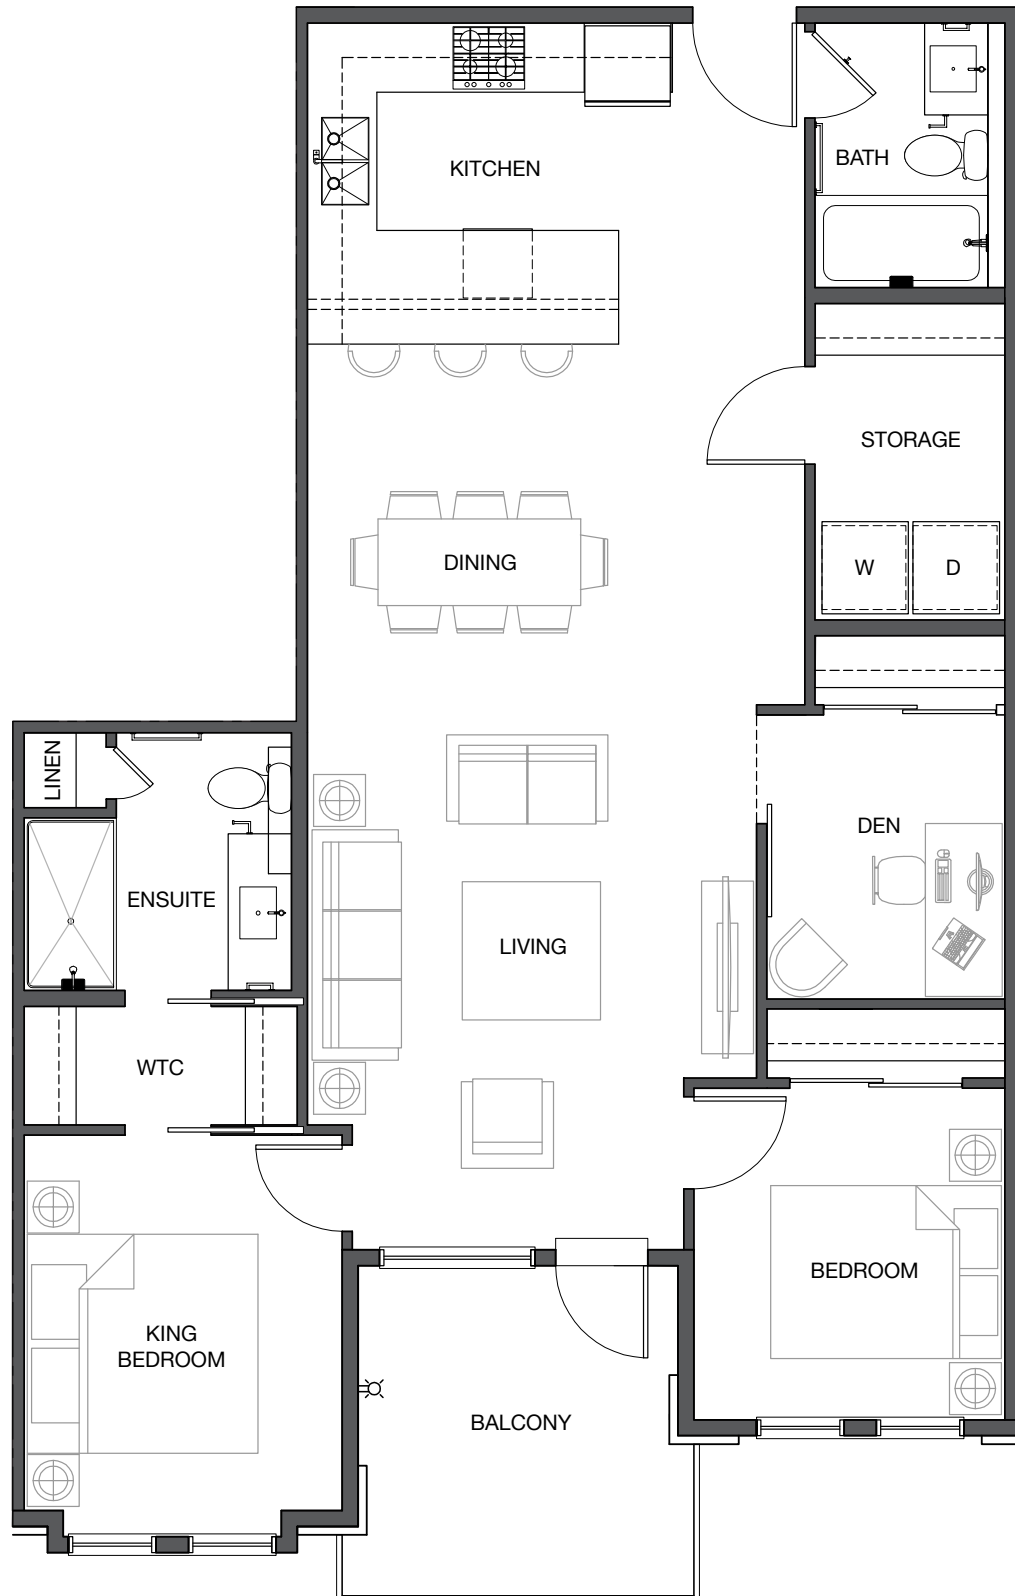 BATH
KITCHEN
STORAGE
DINING
W
D
LINEN
DEN
ENSUITE
LIVING
WTC
BEDROOM
KING
BEDROOM
BALCONY